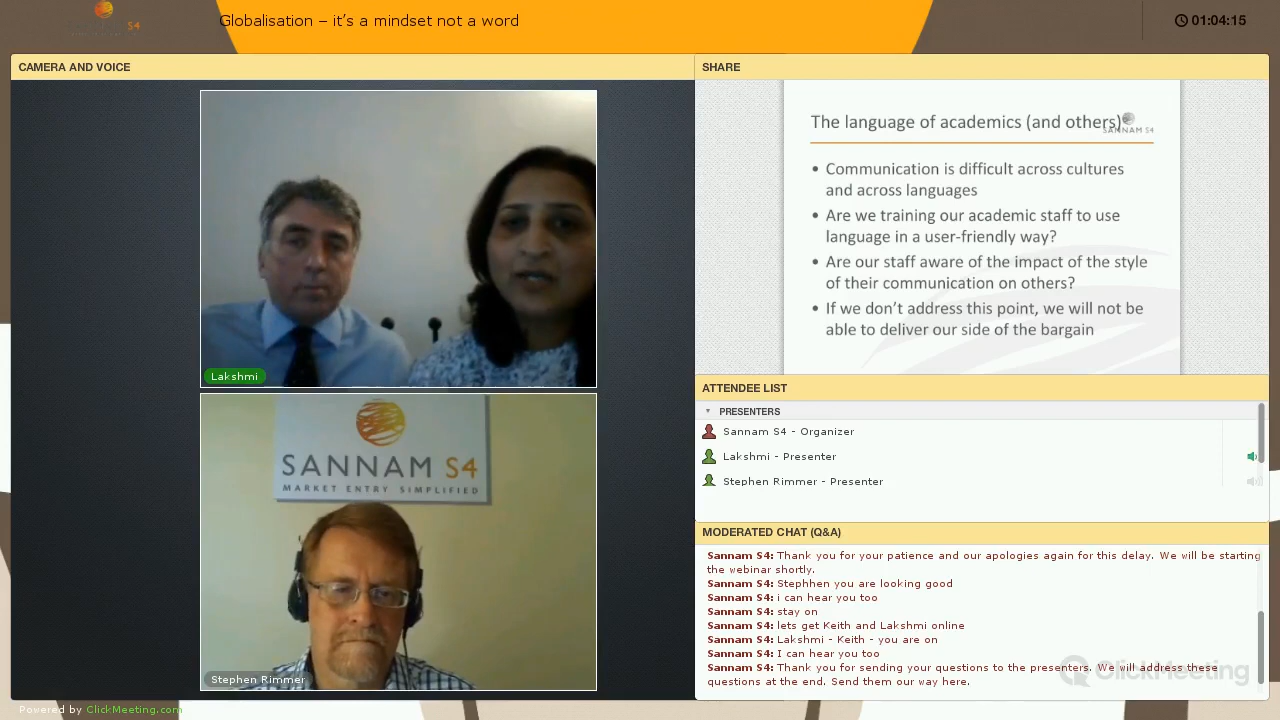 S4
Globalisation – it's a mindset not a word
01:04:15
CAMERA AND VOICE
Lakshmi
SANNAM S4
MARKET ENTRY SIMPLIFIED
Stephen Rimmer
SHARE
The language of academics (and others)
SANNAM S4
• Communication is difficult across cultures
and across languages
• Are we training our academic staff to use
language in a user-friendly way?
• Are our staff aware of the impact of the style
of their communication on others?
• If we don't address this point, we will not be
able to deliver our side of the bargain
ATTENDEE LIST
PRESENTERS
Sannam S4 - Organizer
Lakshmi - Presenter
Stephen Rimmer - Presenter
MODERATED CHAT (Q&A)
Sannam S4: Thank you for your patience and our apologies again for this delay. We will be starting
the webinar shortly.
Sannam S4: Stephhen you are looking good
Sannam S4: i can hear you too
Sannam S4: stay on
Sannam S4: lets get Keith and Lakshmi online
Sannam S4: Lakshmi - Keith - you are on
Sannam S4: I can hear you too
Sannam S4: Thank you for sending your questions to the presenters. We will address these
questions at the end. Send them our way here.
ClickMeeting
Powered by ClickMeeting.com